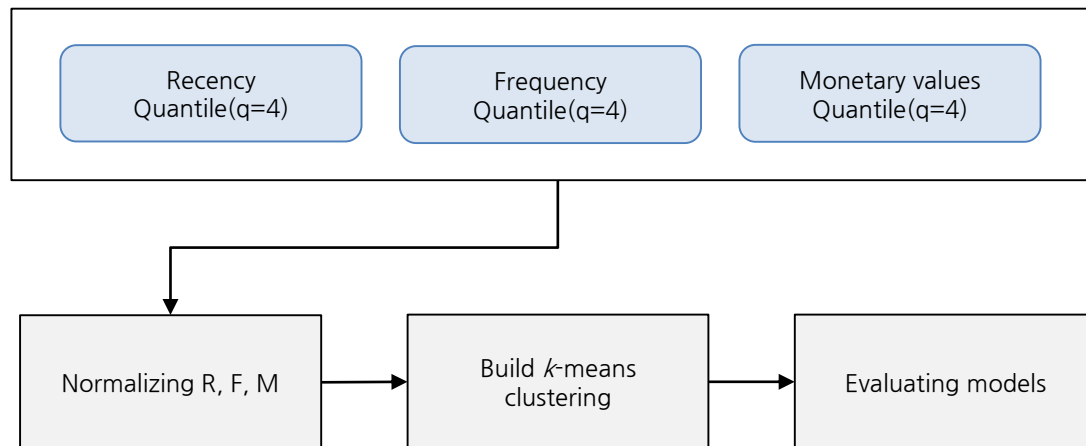 Recency
Quantile(q=4)
Frequency
Quantile(q=4)
Monetary values
Quantile(q=4)
Normalizing R, F, M
Build k-means
clustering
Evaluating models